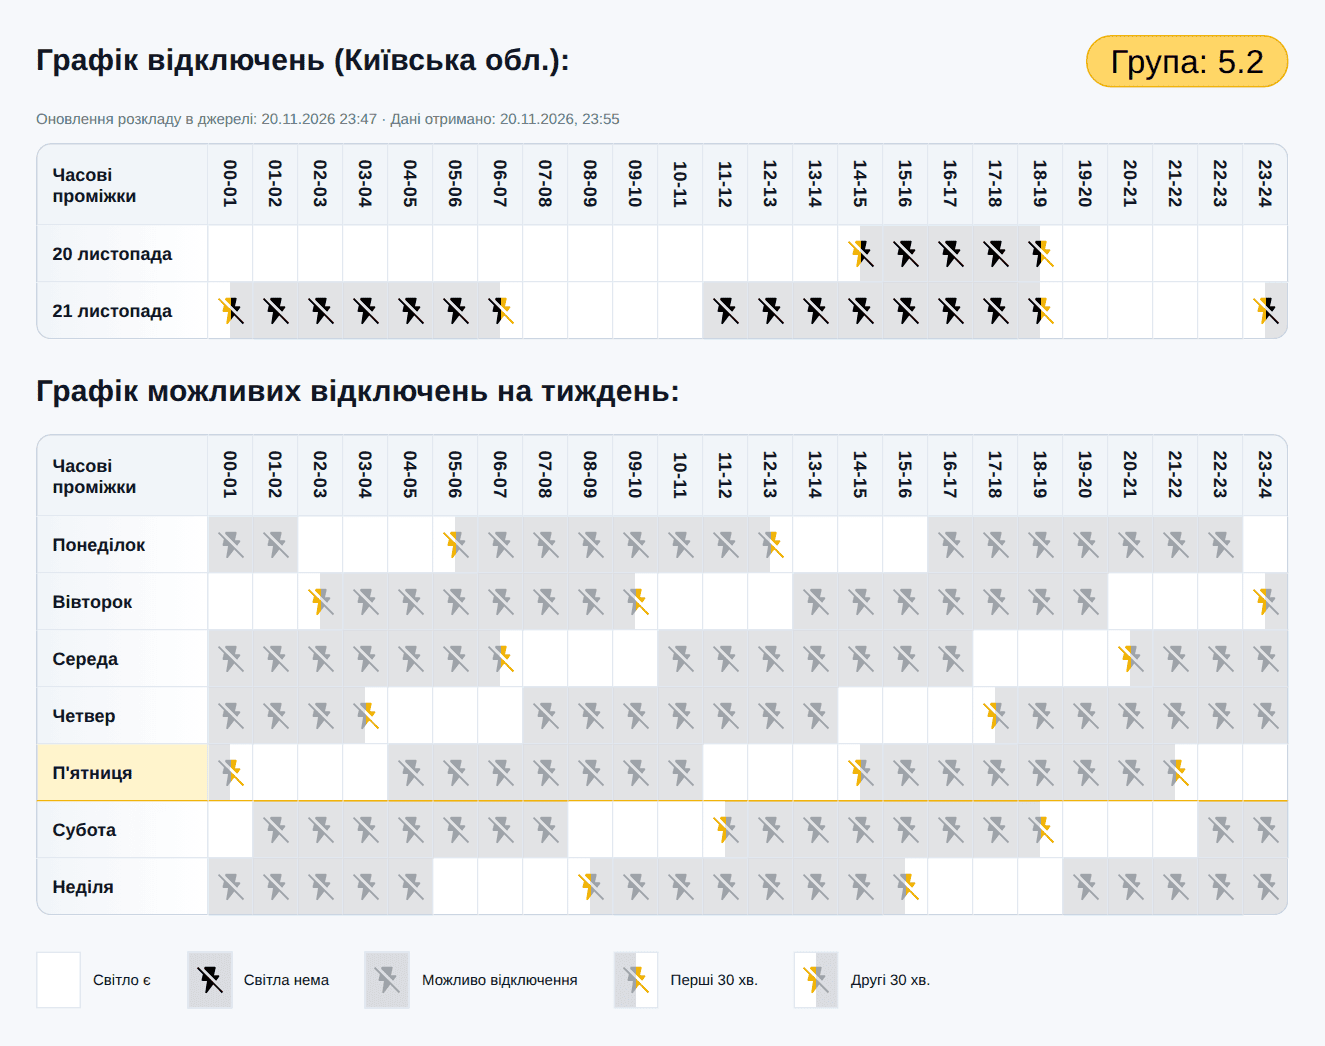 Графік відключень (Київська обл.):
Група: 5.2
Оновлення розкладу в джерелі: 20.11.2026 23:47 · Дані отримано: 20.11.2026, 23:55
Часові проміжки 00-01 01-02 02-03 03-04 04-05 05-06 06-07 07-08 08-09 09-10 10-11 11-12 12-13 13-14 14-15 15-16 16-17 17-18 18-19 19-20 20-21 21-22 22-23 23-24
20 листопада
21 листопада
Графік можливих відключень на тиждень:
Часові проміжки 00-01 01-02 02-03 03-04 04-05 05-06 06-07 07-08 08-09 09-10 10-11 11-12 12-13 13-14 14-15 15-16 16-17 17-18 18-19 19-20 20-21 21-22 22-23 23-24
Понеділок
Вівторок
Середа
Четвер
П'ятниця
Субота
Неділя
Світло є Світла нема Можливо відключення Перші 30 хв. Другі 30 хв.